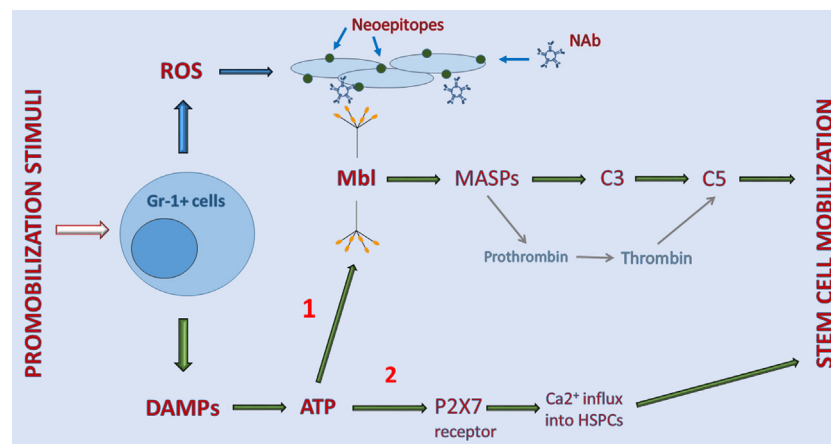 PROMOBILIZATION STIMULI
Neoepitopes
NAb
ROS
Gr-1+ cells
Mbl
MASPs
C3
C5
Prothrombin
Thrombin
1
2
DAMPs
ATP
P2X7
receptor
Ca2+ influx
into HSPCs
STEM CELL MOBILIZATION